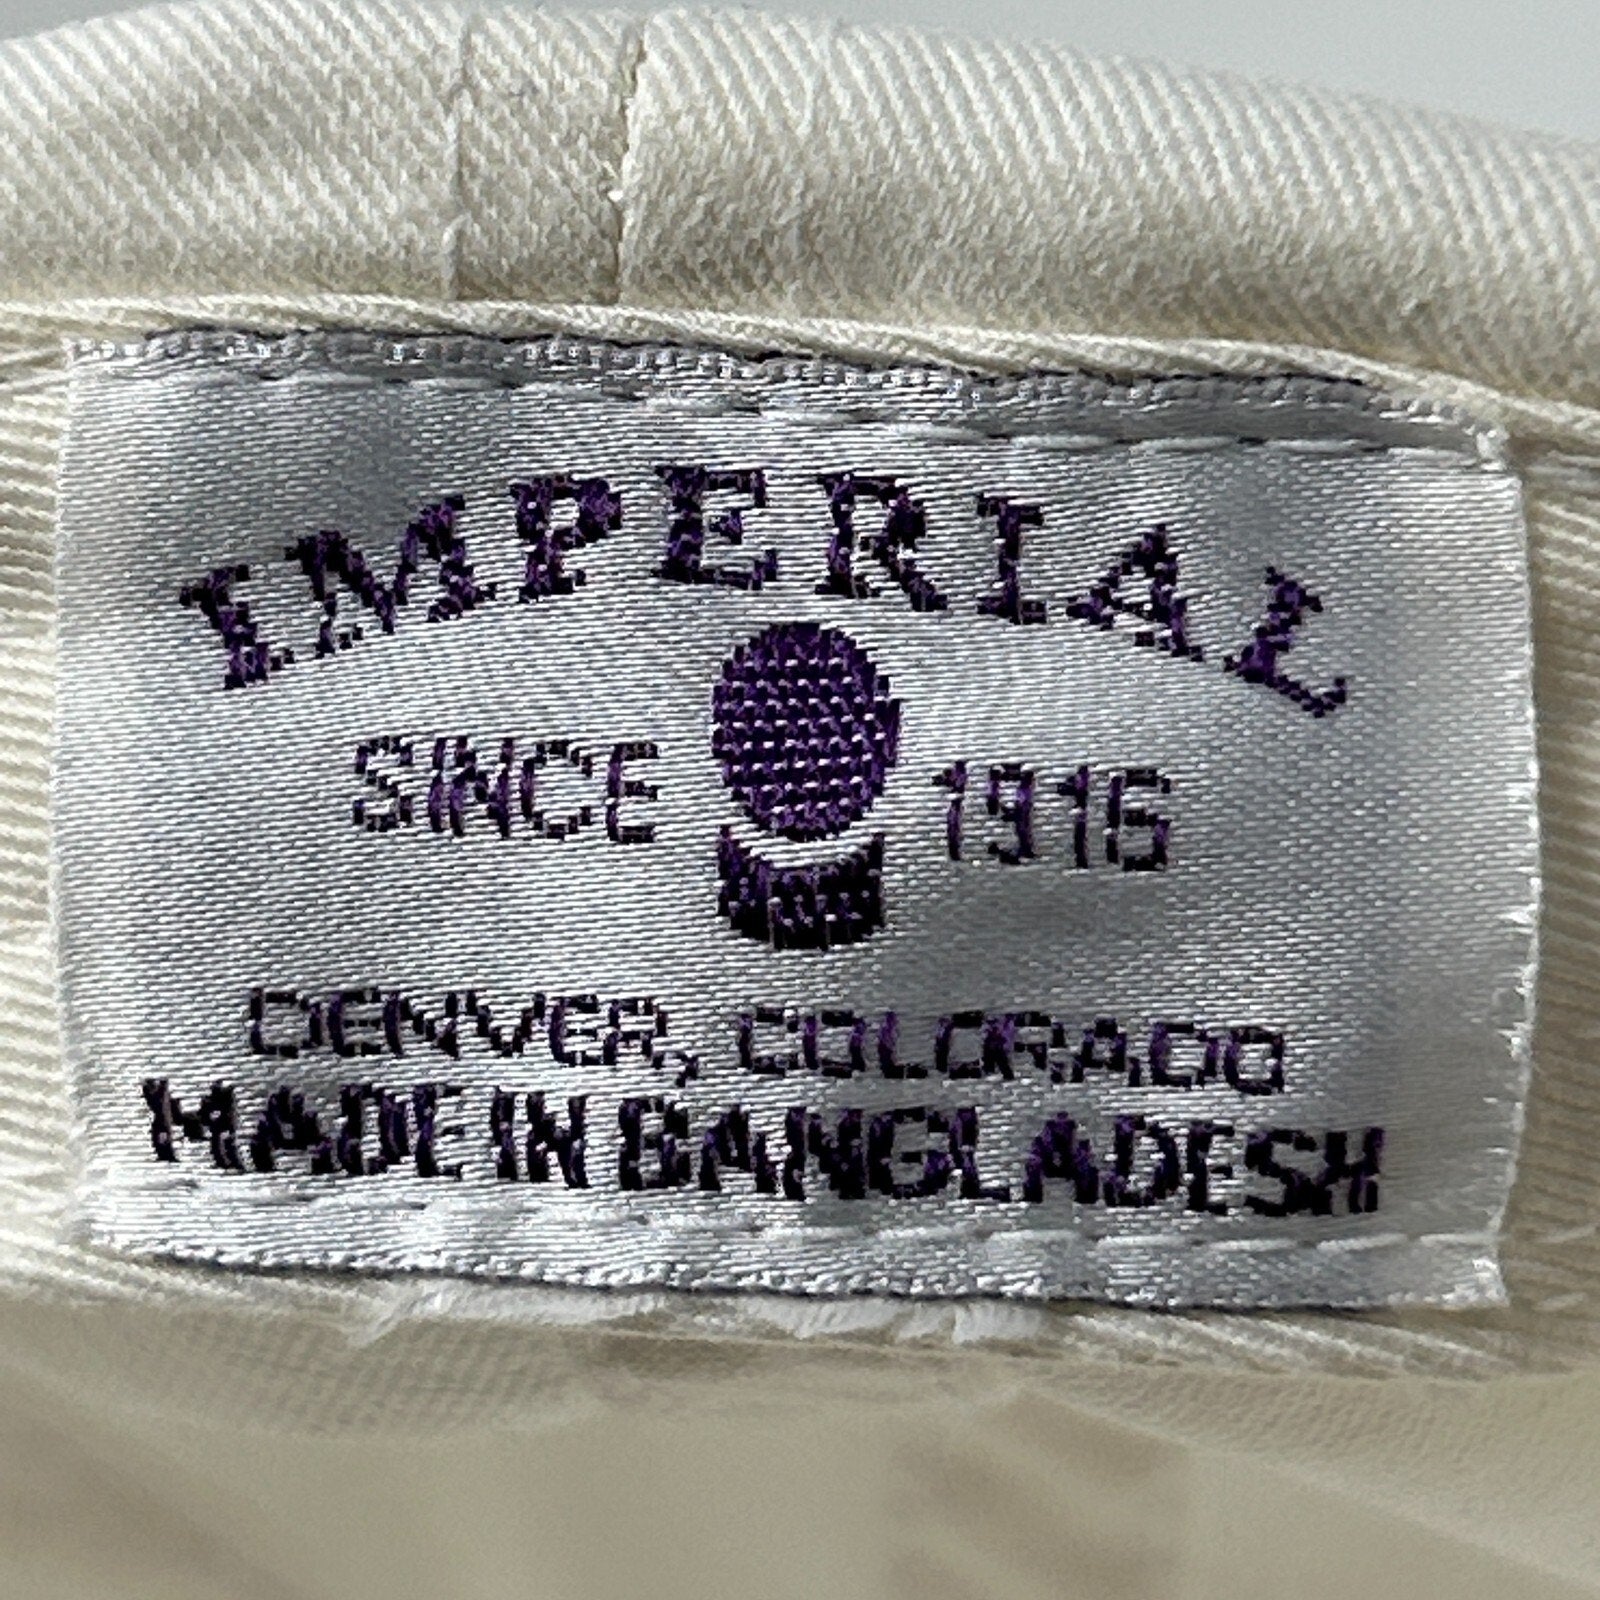 IMPERIAL
SINCE 1916
DENVER, COLORADO
MADE IN BANGLADESH